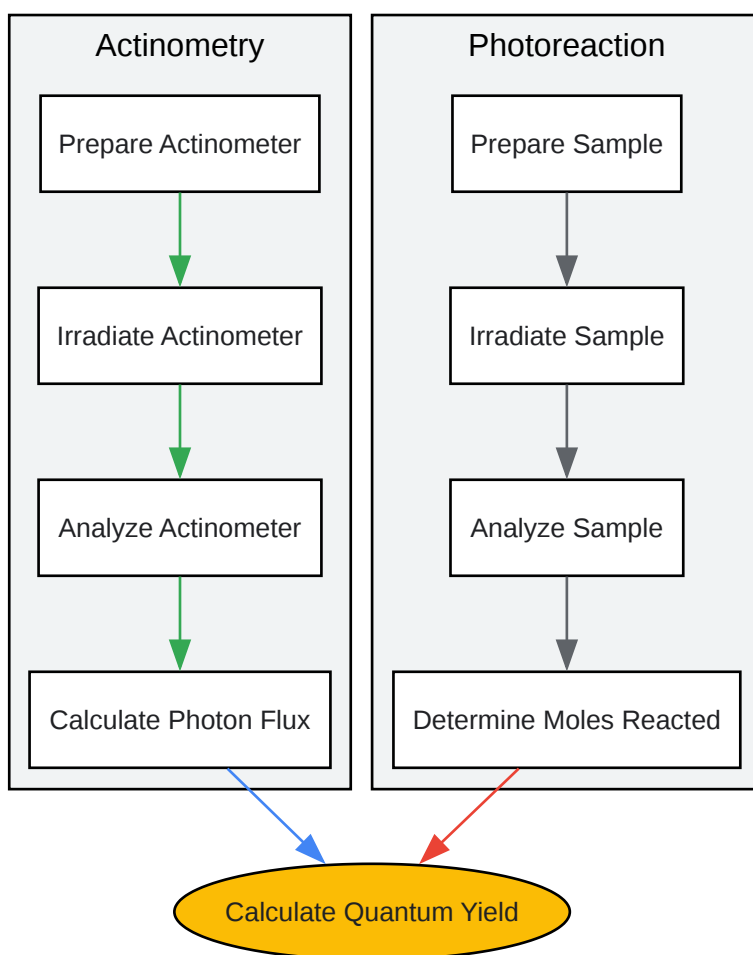 Actinometry
Prepare Actinometer
Irradiate Actinometer
Analyze Actinometer
Calculate Photon Flux
Photoreaction
Prepare Sample
Irradiate Sample
Analyze Sample
Determine Moles Reacted
Calculate Quantum Yield